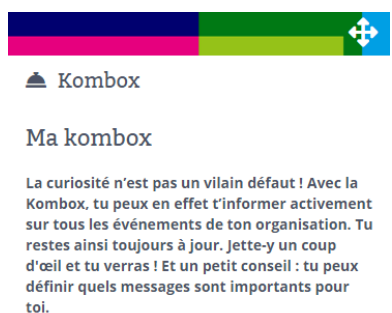 Kombox
Ma kombox
La curiosité n'est pas un vilain défaut ! Avec la
Kombox, tu peux en effet t'informer activement
sur tous les événements de ton organisation. Tu
restes ainsi toujours à jour. Jette-y un coup
d'œil et tu verras ! Et un petit conseil : tu peux
définir quels messages sont importants pour
toi.